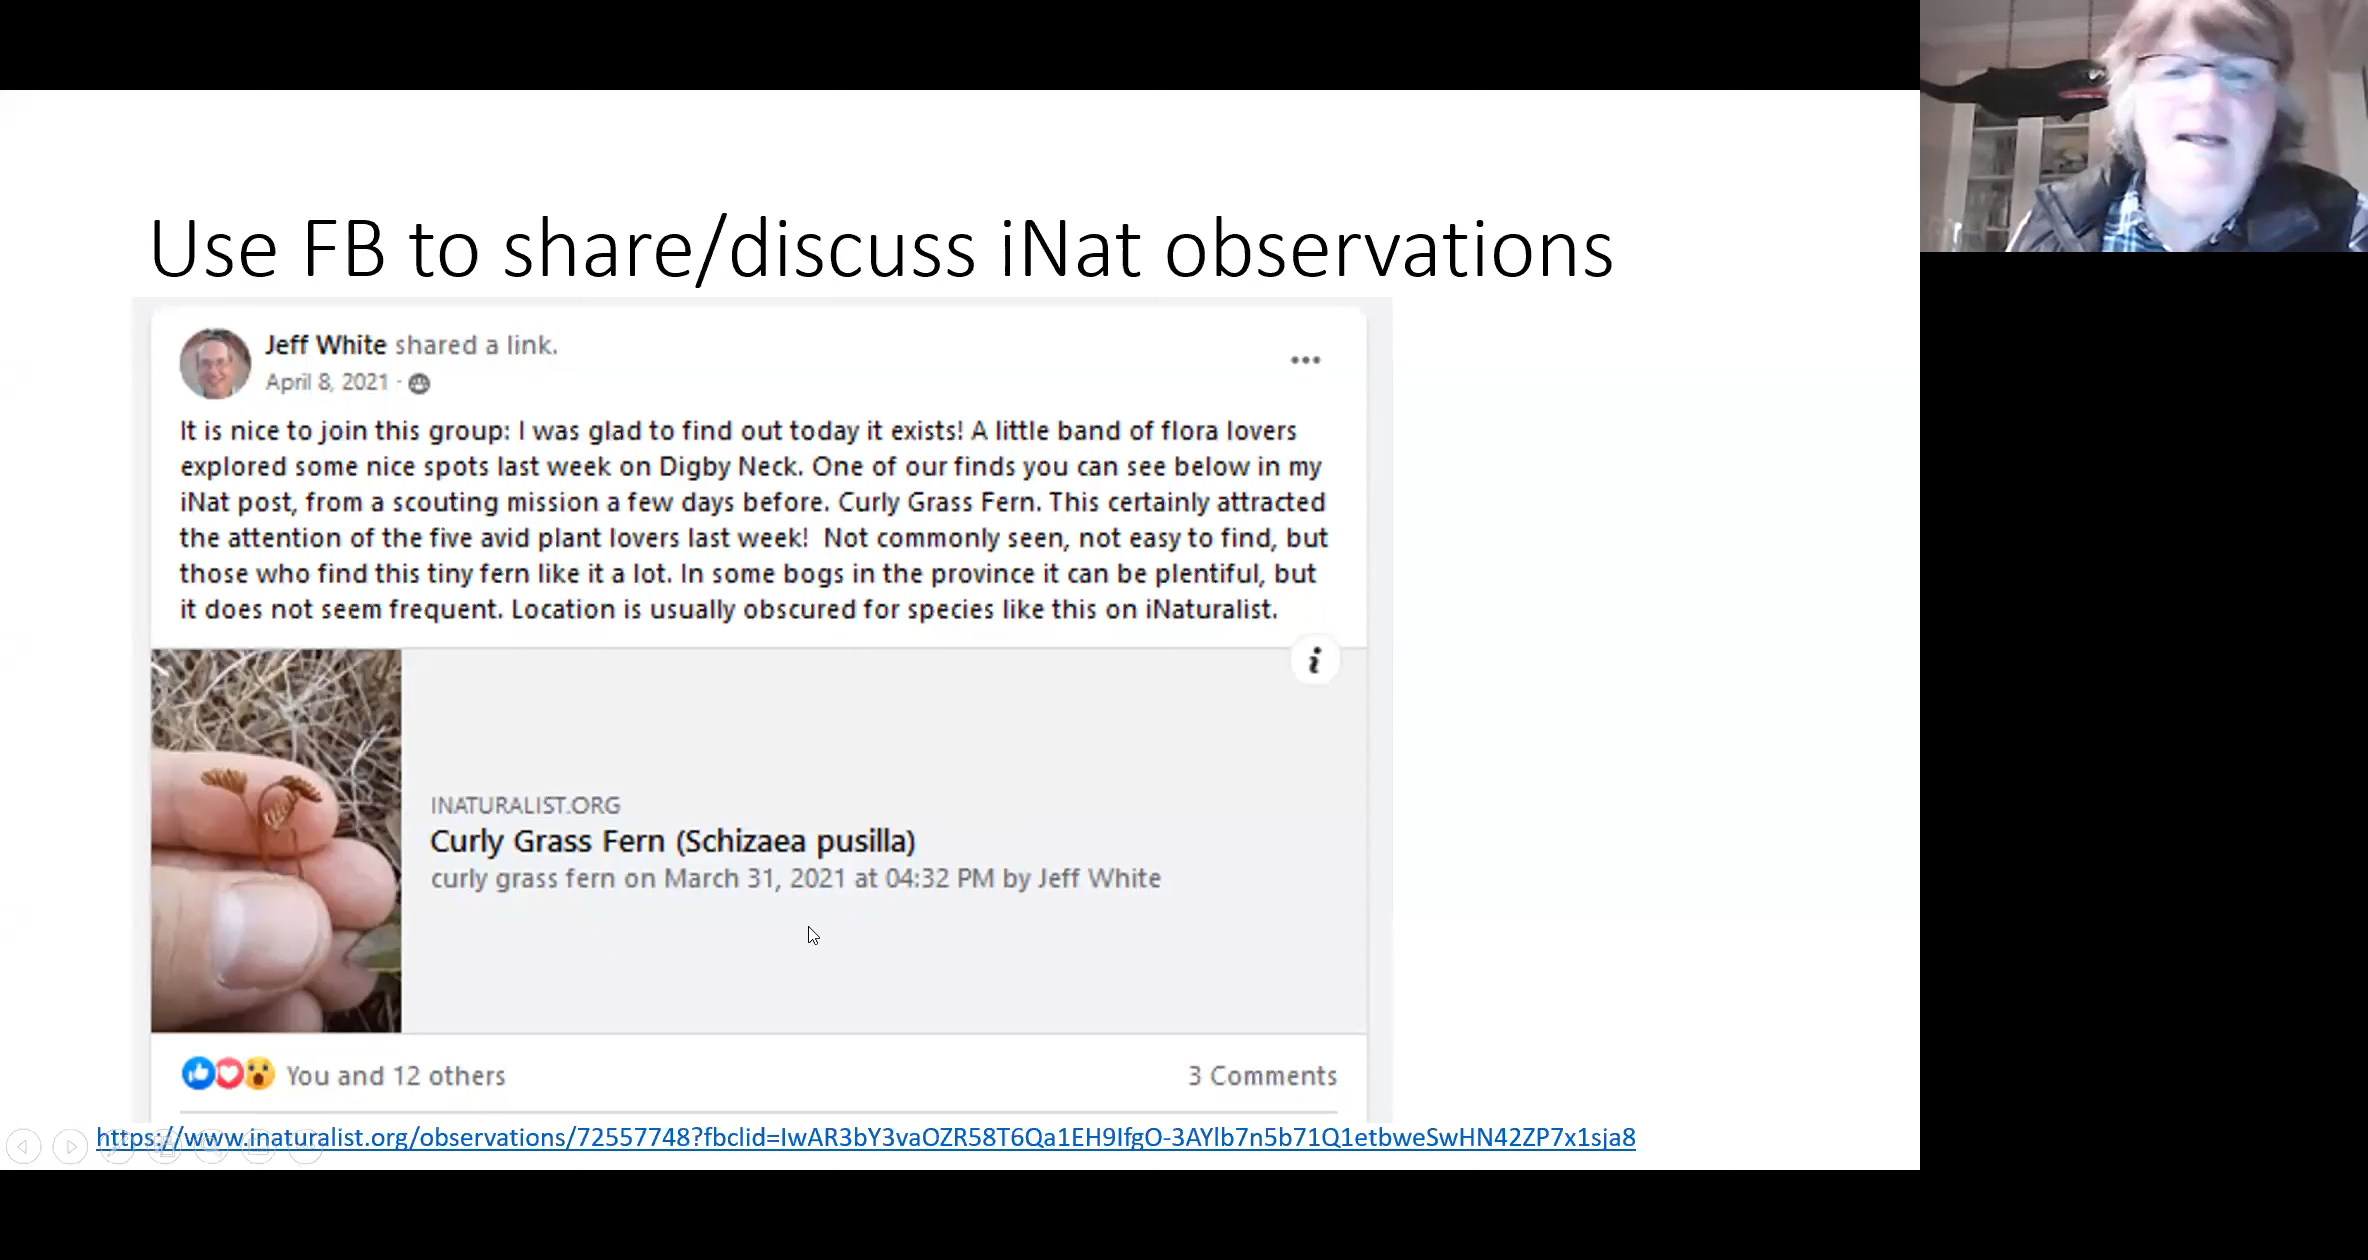 Use FB to share/discuss iNat observations
Jeff White shared a link.
April 8, 2021 ·
It is nice to join this group: I was glad to find out today it exists! A little band of flora lovers
explored some nice spots last week on Digby Neck. One of our finds you can see below in my
iNat post, from a scouting mission a few days before. Curly Grass Fern. This certainly attracted
the attention of the five avid plant lovers last week!  Not commonly seen, not easy to find, but
those who find this tiny fern like it a lot. In some bogs in the province it can be plentiful, but
it does not seem frequent. Location is usually obscured for species like this on iNaturalist.
i
INATURALIST.ORG
Curly Grass Fern (Schizaea pusilla)
curly grass fern on March 31, 2021 at 04:32 PM by Jeff White
You and 12 others
3 Comments
https://www.inaturalist.org/observations/72557748?fbclid=IwAR3bY3vaOZR58T6Qa1EH9IfgO-3AYlb7n5b71Q1etbweSwHN42ZP7x1sja8